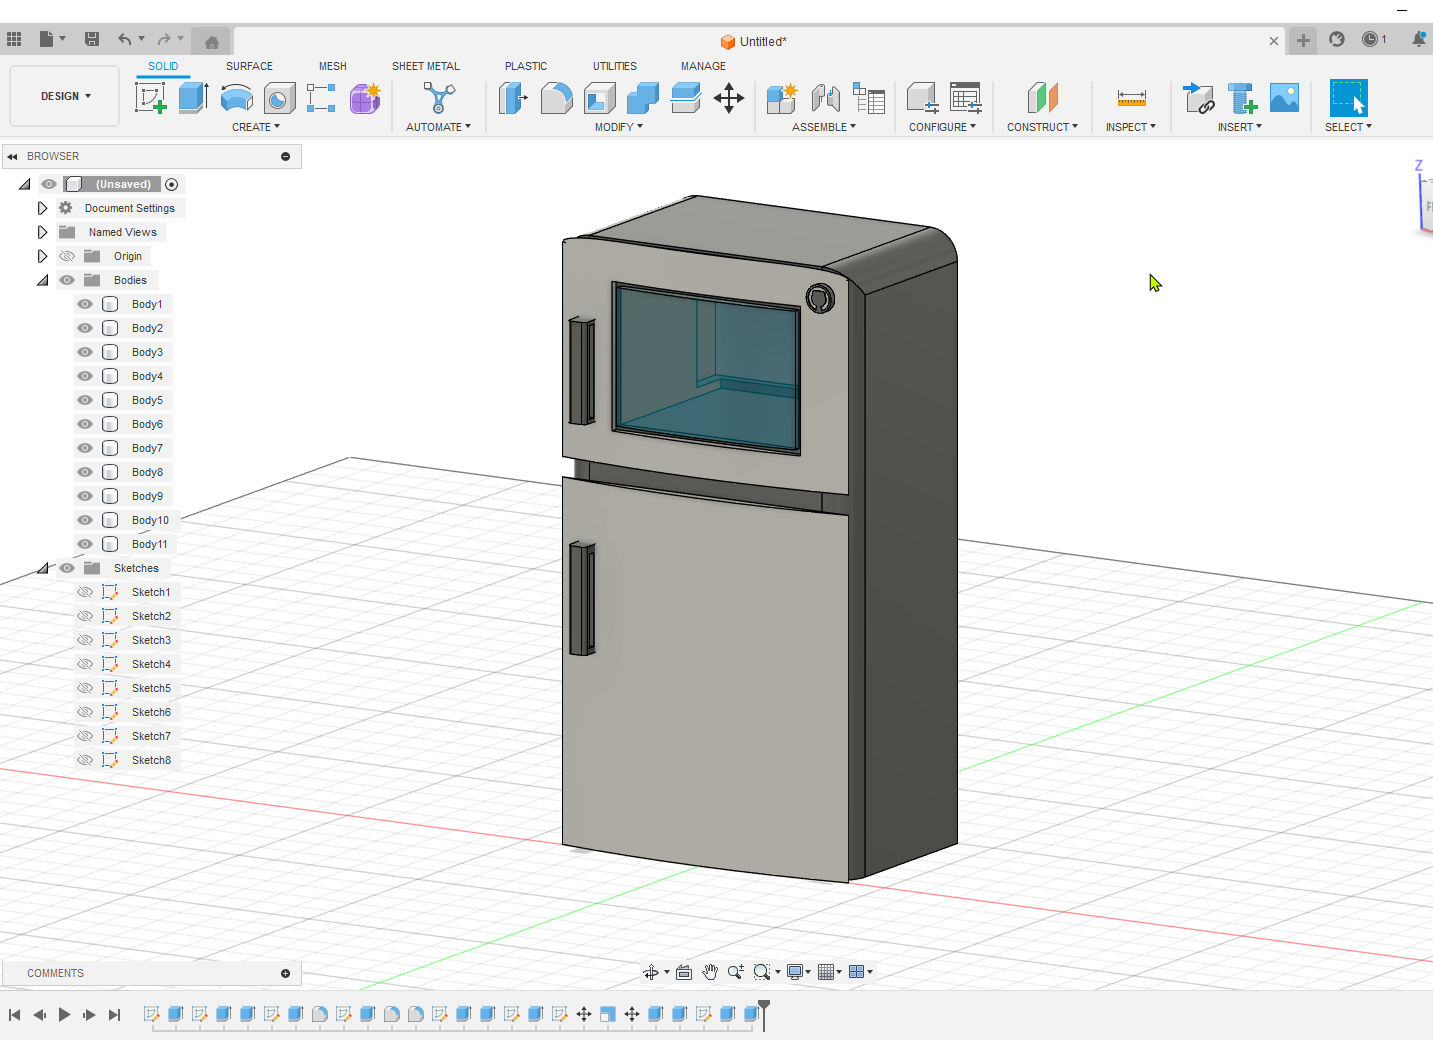 Untitled*
1
DESIGN
SOLID
SURFACE
MESH
SHEET METAL
PLASTIC
UTILITIES
MANAGE
CREATE
AUTOMATE
MODIFY
ASSEMBLE
CONFIGURE
CONSTRUCT
INSPECT
INSERT
SELECT
BROWSER
(Unsaved)
Document Settings
Named Views
Origin
Bodies
Body1
Body2
Body3
Body4
Body5
Body6
Body7
Body8
Body9
Body10
Body11
Sketches
Sketch1
Sketch2
Sketch3
Sketch4
Sketch5
Sketch6
Sketch7
Sketch8
Z
COMMENTS